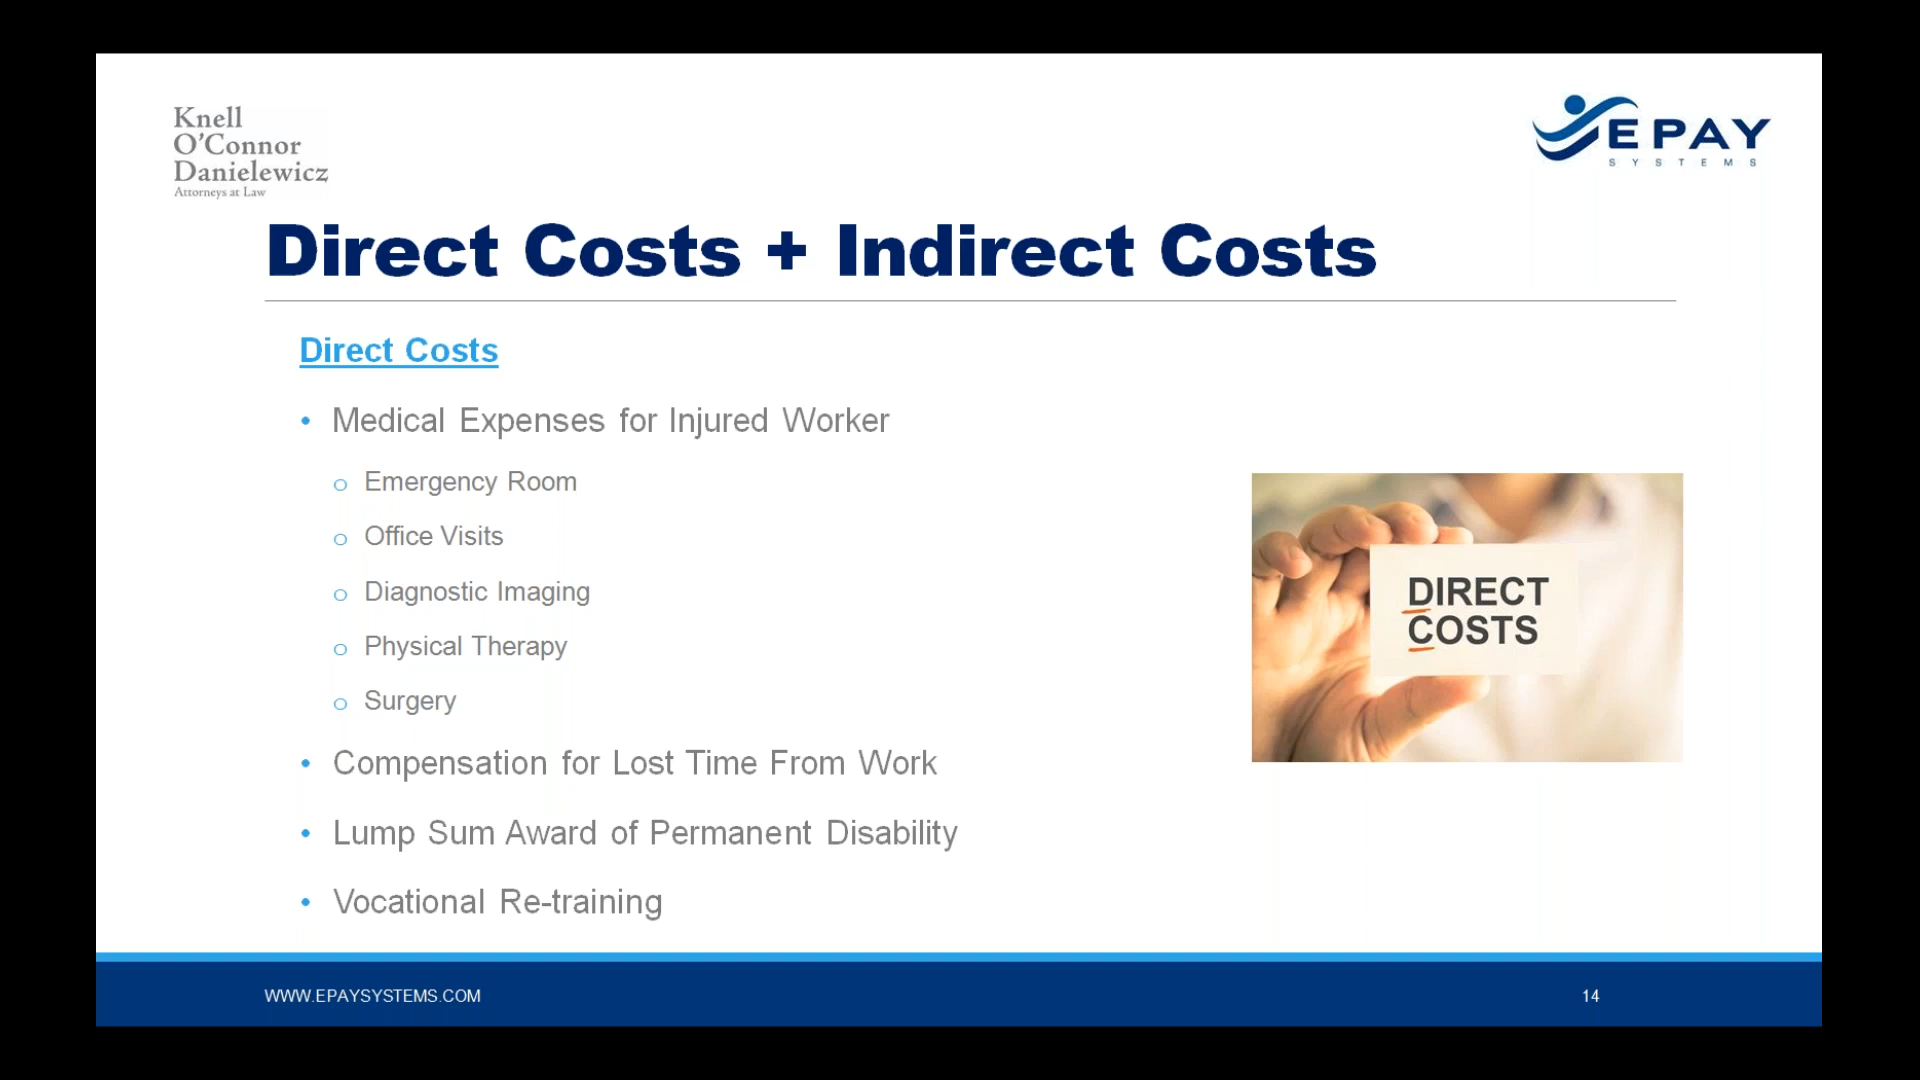 Knell
O'Connor
Danielewicz
Attorneys at Law
EPAY
SYSTEMS
Direct Costs + Indirect Costs
Direct Costs
• Medical Expenses for Injured Worker
o Emergency Room
o Office Visits
o Diagnostic Imaging
o Physical Therapy
o Surgery
• Compensation for Lost Time From Work
• Lump Sum Award of Permanent Disability
• Vocational Re-training
DIRECT
COSTS
WWW.EPAYSYSTEMS.COM
14